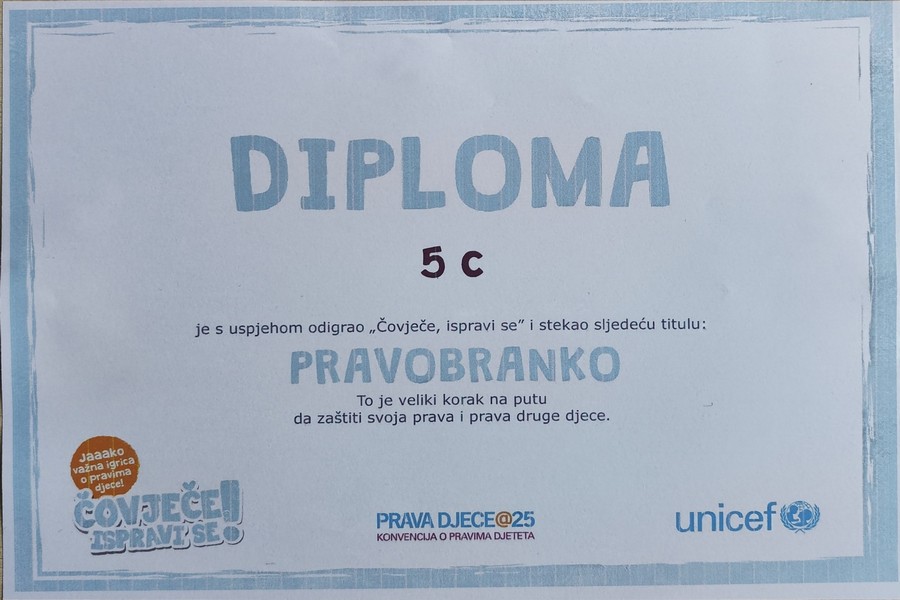 DIPLOMA
5 c
je s uspjehom odigrao „Čovječe, ispravi se” i stekao sljedeću titulu:
PRAVOBRANKO
To je veliki korak na putu
da zaštiti svoja prava i prava druge djece.
Jaaako
važna igrica
o pravima
djece!
ČOVJEČE!
ISPRAVI SE!
PRAVA DJECE@25
KONVENCIJA O PRAVIMA DJETETA
unicef